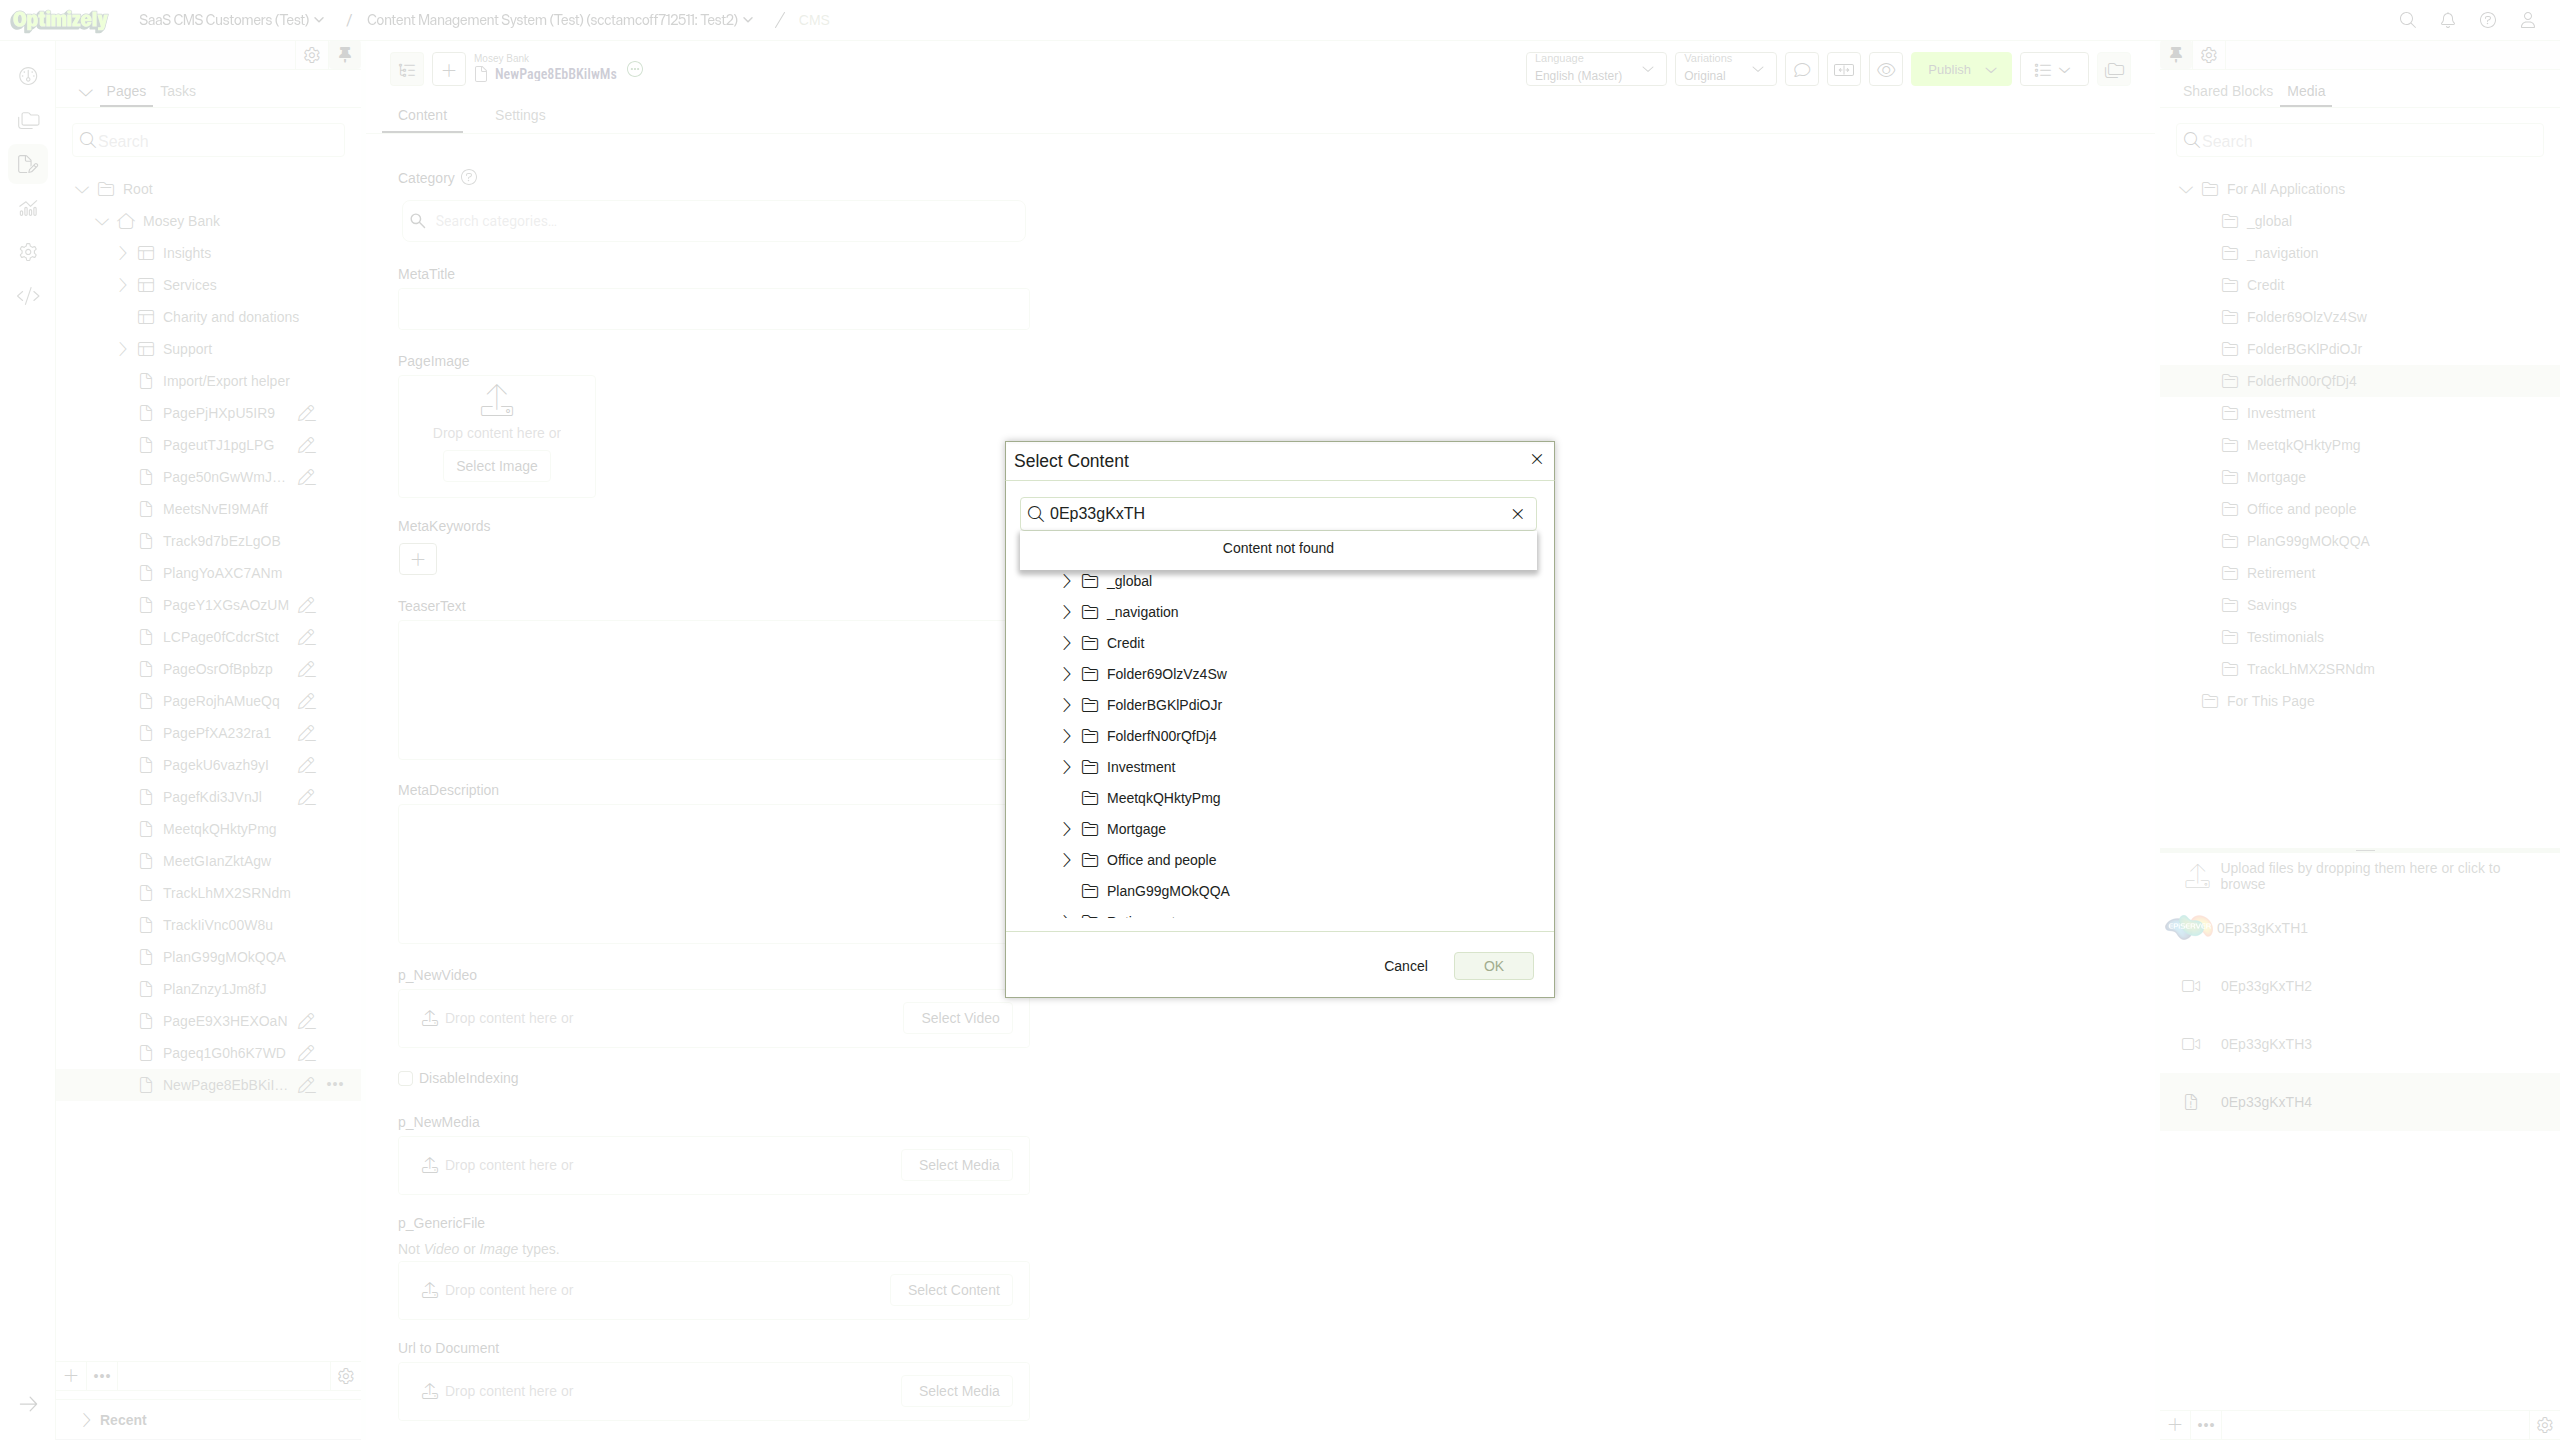 Optimizely
SaaS CMS Customers (Test)
/
Content Management System (Test) (scctamcoff712511: Test2)
/
CMS
Pages
Tasks
Search
Root
Mosey Bank
Insights
Services
Charity and donations
Support
Import/Export helper
PagePjHXpU5IR9
PageutTJ1pgLPG
Page50nGwWmJ...
MeetsNvEI9MAff
Track9d7bEzLgOB
PlangYoAXC7ANm
PageY1XGsAOzUM
LCPage0fCdcrStct
PageOsrOfBpbzp
PageRojhAMueQq
PagePfXA232ra1
PagekU6vazh9yI
PagefKdi3JVnJl
MeetqkQHktyPmg
MeetGIanZktAgw
TrackLhMX2SRNdm
TrackIiVnc00W8u
PlanG99gMOkQQA
PlanZnzy1Jm8fJ
PageE9X3HEXOaN
Pageq1G0h6K7WD
NewPage8EbBKiI...
Recent
Mosey Bank
NewPage8EbBKiIwMs
Language
English (Master)
Variations
Original
Publish
Content
Settings
Category
Search categories...
MetaTitle
PageImage
Drop content here or
Select Image
MetaKeywords
TeaserText
MetaDescription
p_NewVideo
Drop content here or
Select Video
DisableIndexing
p_NewMedia
Drop content here or
Select Media
p_GenericFile
Not Video or Image types.
Drop content here or
Select Content
Url to Document
Drop content here or
Select Media
Select Content
0Ep33gKxTH
Content not found
_global
_navigation
Credit
Folder69OlzVz4Sw
FolderBGKlPdiOJr
FolderfN00rQfDj4
Investment
MeetqkQHktyPmg
Mortgage
Office and people
PlanG99gMOkQQA
Cancel
OK
Shared Blocks
Media
Search
For All Applications
_global
_navigation
Credit
Folder69OlzVz4Sw
FolderBGKlPdiOJr
FolderfN00rQfDj4
Investment
MeetqkQHktyPmg
Mortgage
Office and people
PlanG99gMOkQQA
Retirement
Savings
Testimonials
TrackLhMX2SRNdm
For This Page
Upload files by dropping them here or click to
browse
0Ep33gKxTH1
0Ep33gKxTH2
0Ep33gKxTH3
0Ep33gKxTH4